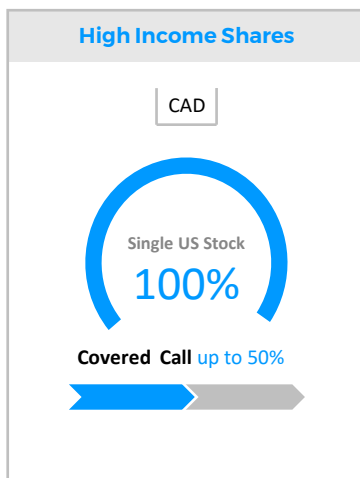 High Income Shares
CAD
Single US Stock
100%
Covered Call up to 50%